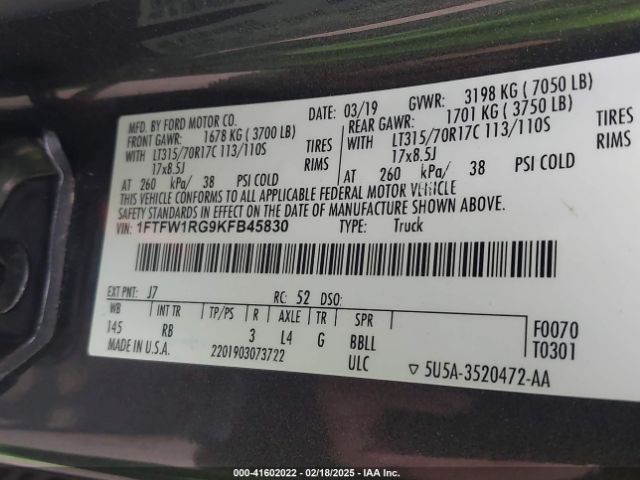 MFD. BY FORD MOTOR CO.
DATE: 03/19 GVWR: 3198 KG ( 7050 LB)
FRONT GAWR: 1678 KG ( 3700 LB)
REAR GAWR: 1701 KG ( 3750 LB)
WITH LT315/70R17C 113/110S TIRES
WITH LT315/70R17C 113/110S TIRES
17x8.5J RIMS
17x8.5J RIMS
AT 260 kPa/ 38 PSI COLD
AT 260 kPa/ 38 PSI COLD
THIS VEHICLE CONFORMS TO ALL APPLICABLE FEDERAL MOTOR VEHICLE
SAFETY STANDARDS IN EFFECT ON THE DATE OF MANUFACTURE SHOWN ABOVE.
VIN: 1FTFW1RG9KFB45830 TYPE: Truck
EXT PNT: J7 RC: 52 DSO:
WB INT TR TP/PS R AXLE TR SPR
145 RB 3 L4 G BBLL
F0070
T0301
MADE IN U.S.A. 2201903073722 ULC
▽ 5U5A-3520472-AA
000-41602022 - 02/18/2025 - IAA Inc.